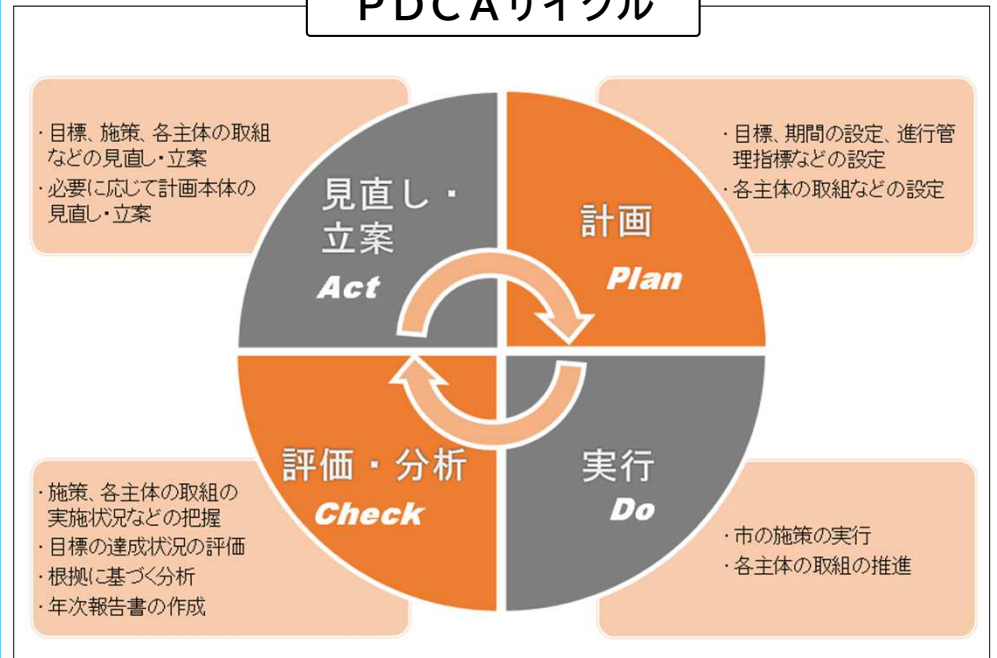 PDCAサイクル
・目標、施策、各主体の取組
などの見直し・立案
・必要に応じて計画本体の
見直し・立案
見直し・
立案
Act
計画
Plan
・目標、期間の設定、進行管
理指標などの設定
・各主体の取組などの設定
・施策、各主体の取組の
実施状況などの把握
・目標の達成状況の評価
・根拠に基づく分析
・年次報告書の作成
評価・分析
Check
実行
Do
・市の施策の実行
・各主体の取組の推進